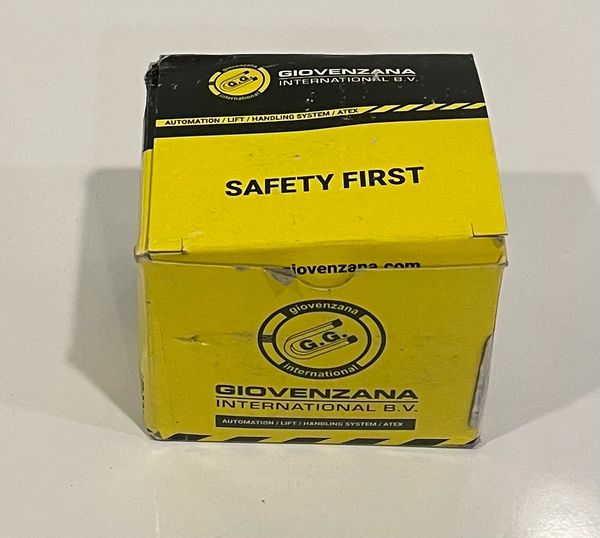 giovenzana
G.G.
international
GIOVENZANA
INTERNATIONAL B.V.
AUTOMATION / LIFT / HANDLING SYSTEM / ATEX
SAFETY FIRST
giovenzana.com
giovenzana
G.G.
international
GIOVENZANA
INTERNATIONAL B.V.
AUTOMATION / LIFT / HANDLING SYSTEM / ATEX